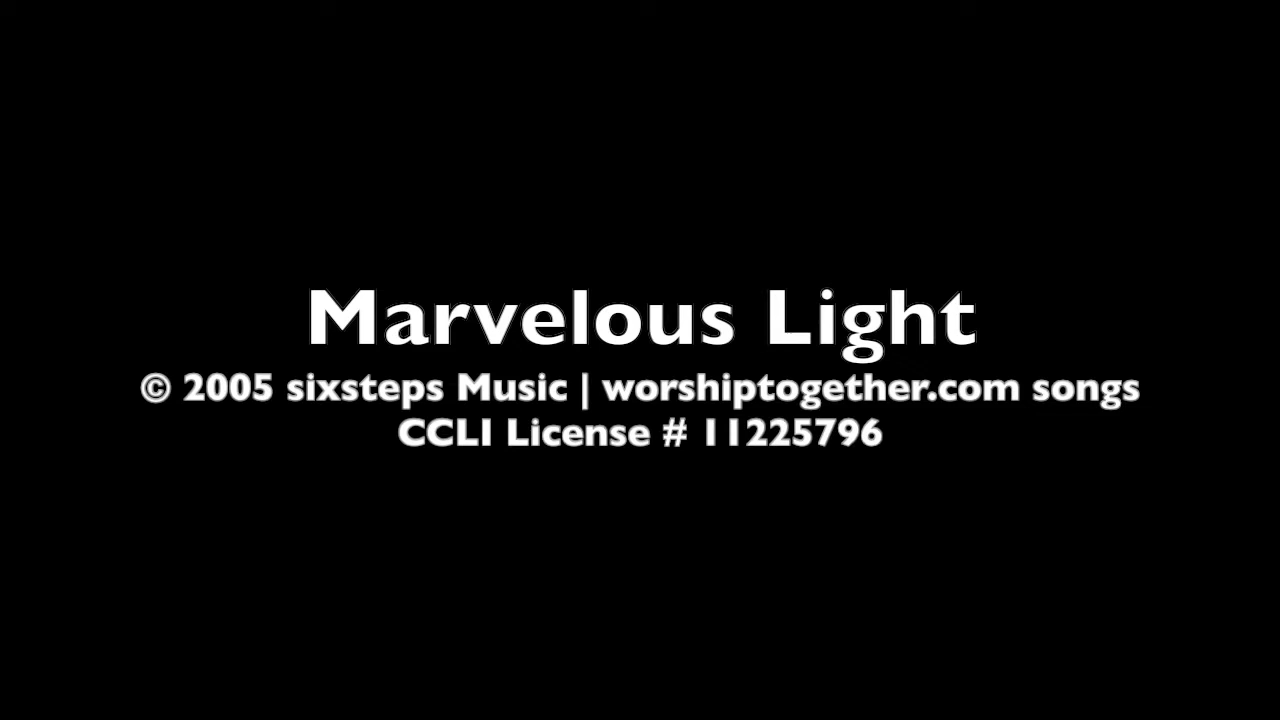 Marvelous Light
© 2005 sixsteps Music | worshiptogether.com songs
CCLI License # 11225796